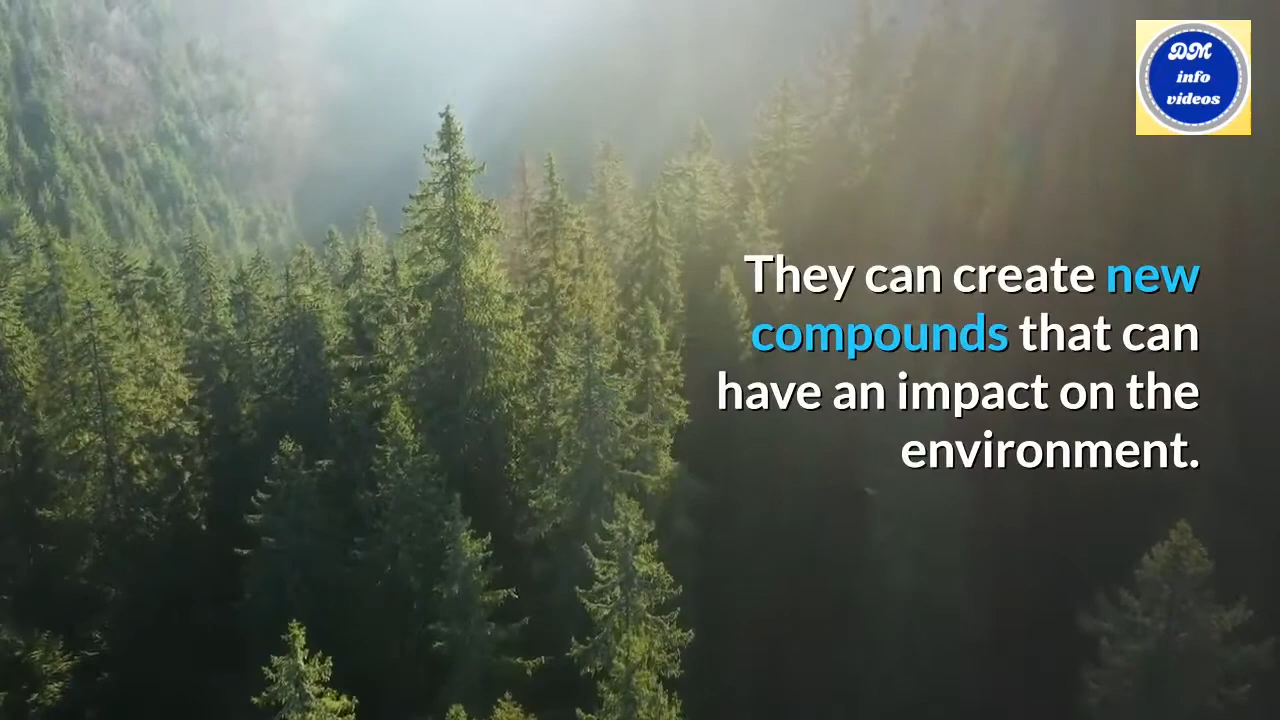 DM
info
videos
They can create new
compounds that can
have an impact on the
environment.